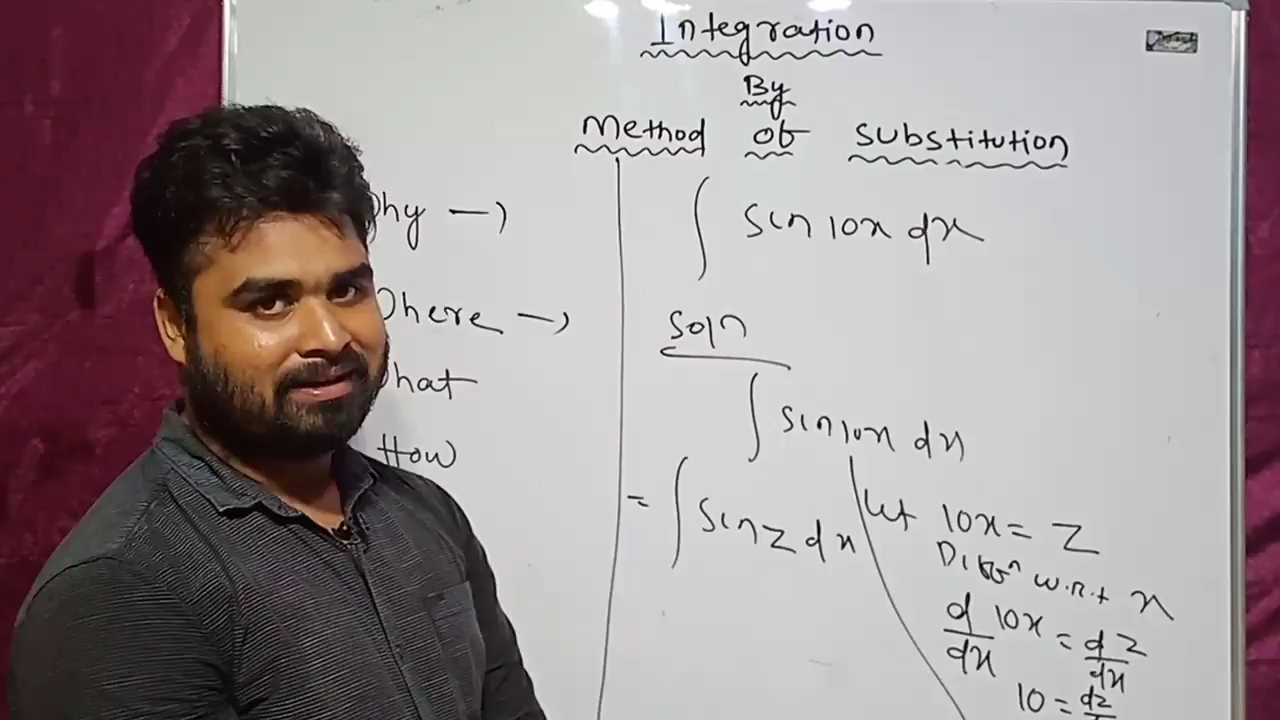 Integration
By
Method of Substitution
hy →
here →
hat
How
∫ sin 10x dx
Soln
∫ sin 10x dx
= ∫ sin z dx
Let 10x = z
Diffn w.r.t x
d/dx 10x = dz/dx
10 = dz